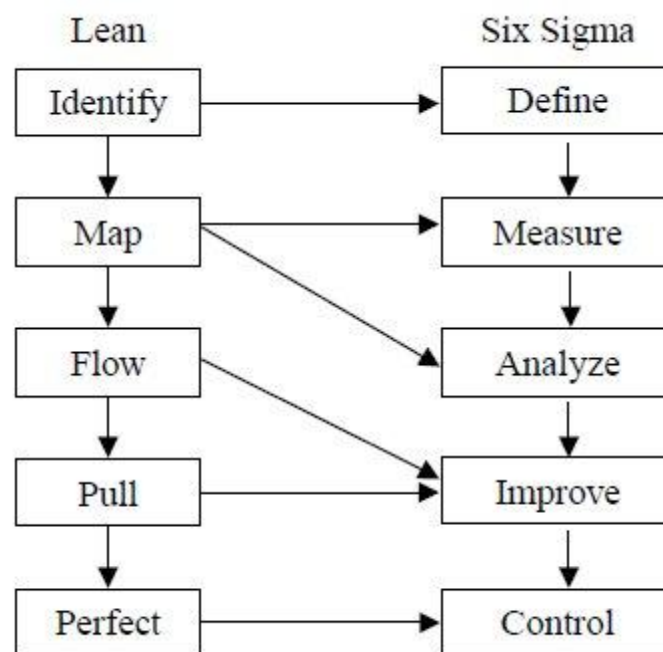 Lean
Six Sigma
Identify
Define
Map
Measure
Flow
Analyze
Pull
Improve
Perfect
Control